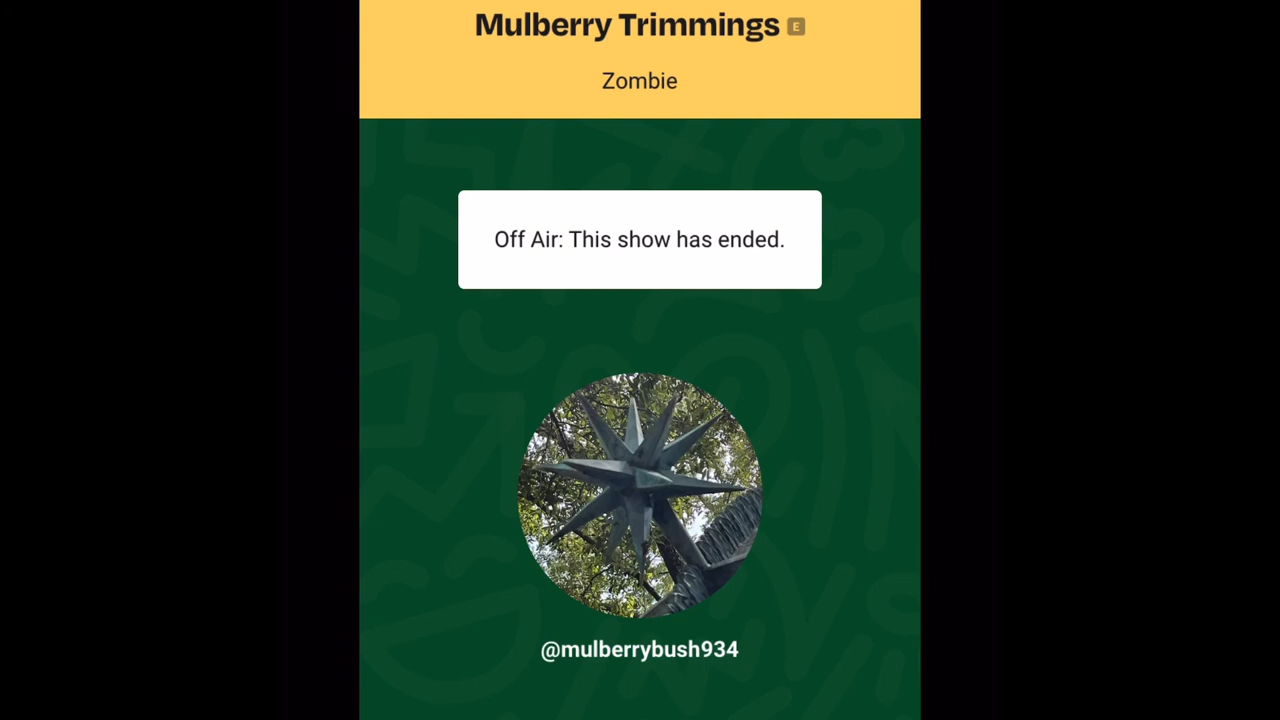 Mulberry Trimmings E
Zombie
Off Air: This show has ended.
@mulberrybush934